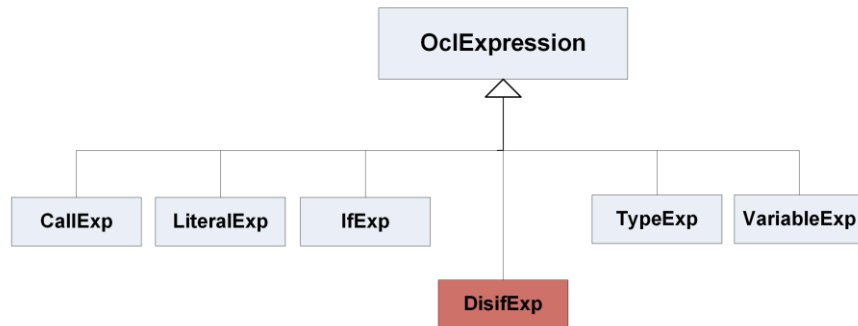 OclExpression
CallExp
LiteralExp
IfExp
TypeExp
VariableExp
DisifExp